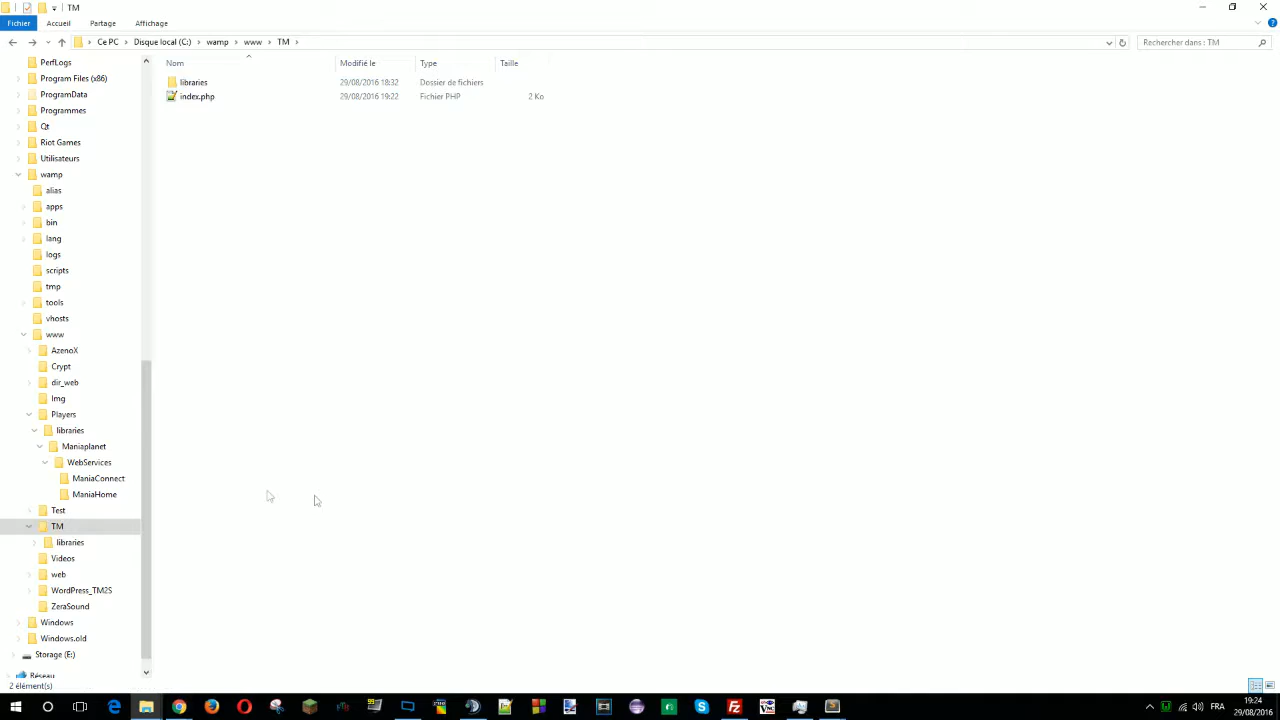 TM
Fichier Accueil Partage Affichage
Ce PC Disque local (C:) wamp www TM
Rechercher dans : TM
Nom Modifié le Type Taille
libraries 29/08/2016 18:32 Dossier de fichiers
index.php 29/08/2016 19:22 Fichier PHP 2 Ko
PerfLogs
Program Files (x86)
ProgramData
Programmes
Qt
Riot Games
Utilisateurs
wamp
alias
apps
bin
lang
logs
scripts
tmp
tools
vhosts
www
AzenoX
Crypt
dir_web
Img
Players
libraries
Maniaplanet
WebServices
ManiaConnect
ManiaHome
Test
TM
libraries
Videos
web
WordPress_TM2S
ZeraSound
Windows
Windows.old
Storage (E:)
Réseau
2 élément(s)
FRA
19:24
29/08/2016